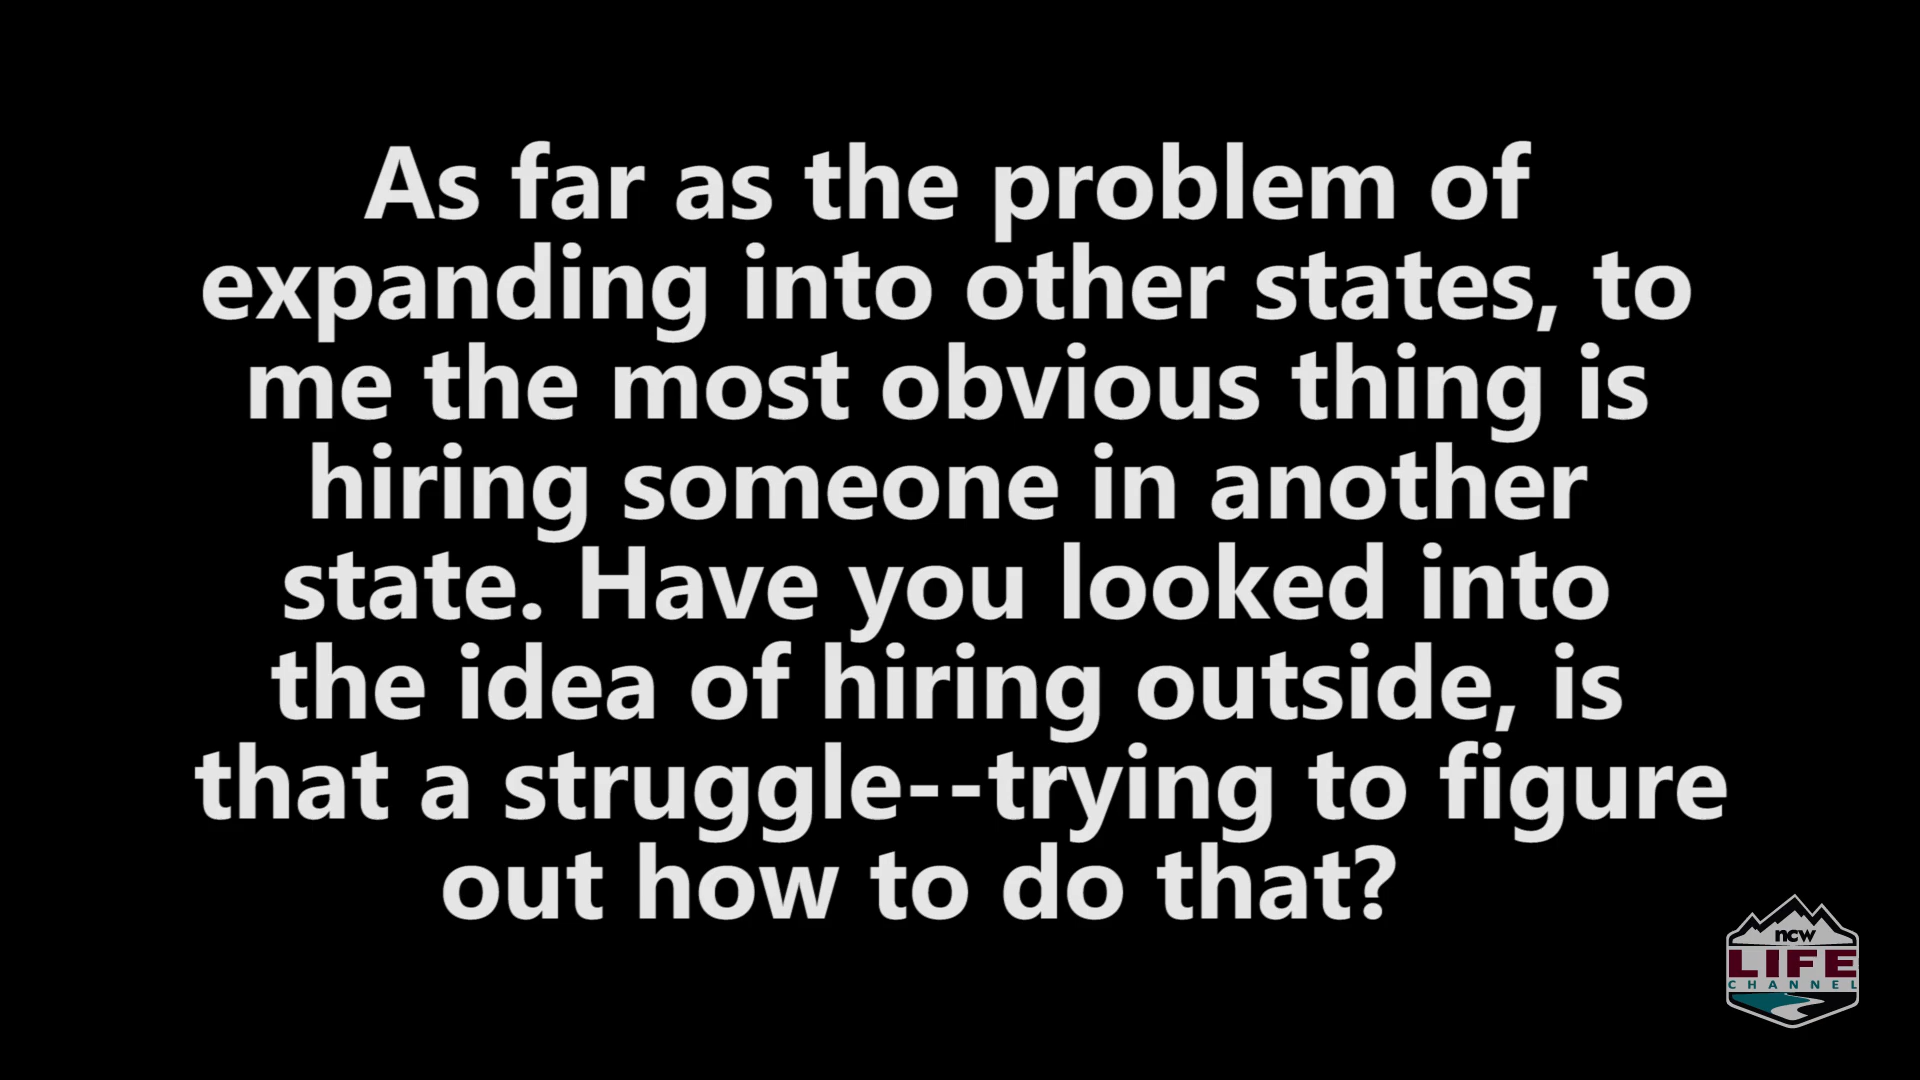 As far as the problem of
expanding into other states, to
me the most obvious thing is
hiring someone in another
state. Have you looked into
the idea of hiring outside, is
that a struggle--trying to figure
out how to do that?
ncw
LIFE
CHANNEL